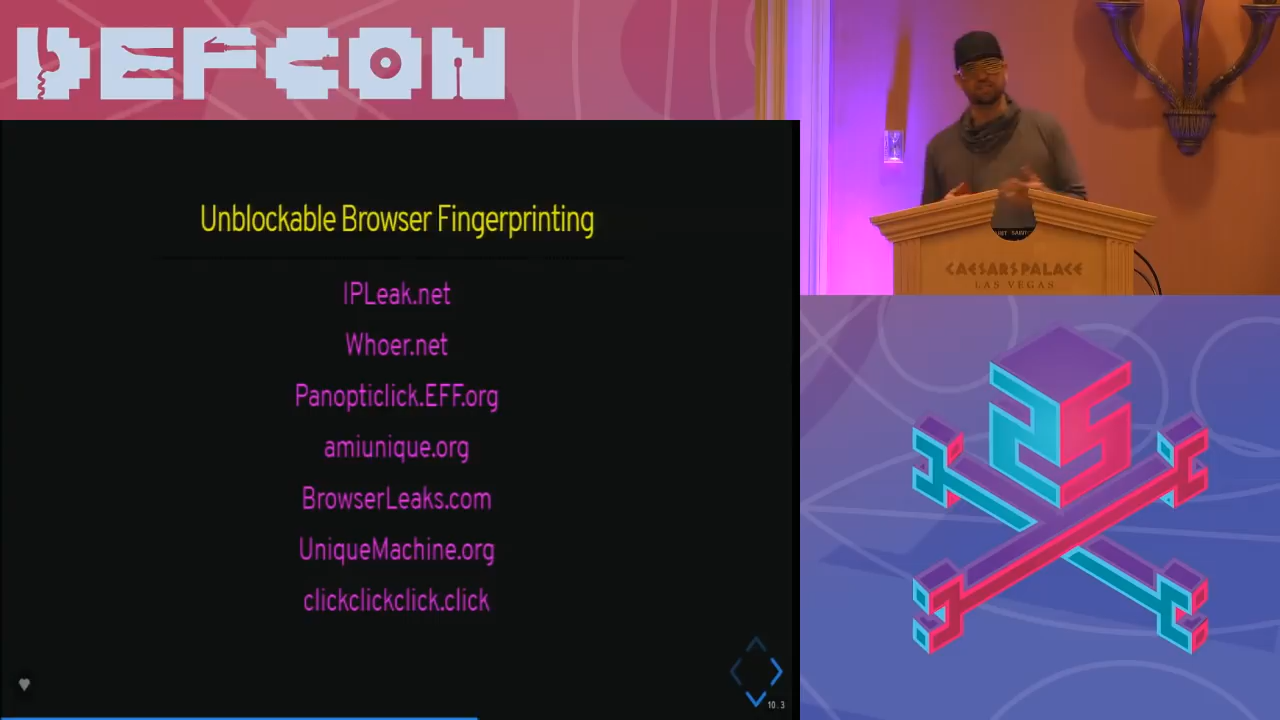 DEFCON
Unblockable Browser Fingerprinting
IPLeak.net
Whoer.net
Panopticlick.EFF.org
amiunique.org
BrowserLeaks.com
UniqueMachine.org
clickclickclick.click
10.3
CAESARS PALACE
LAS VEGAS
25